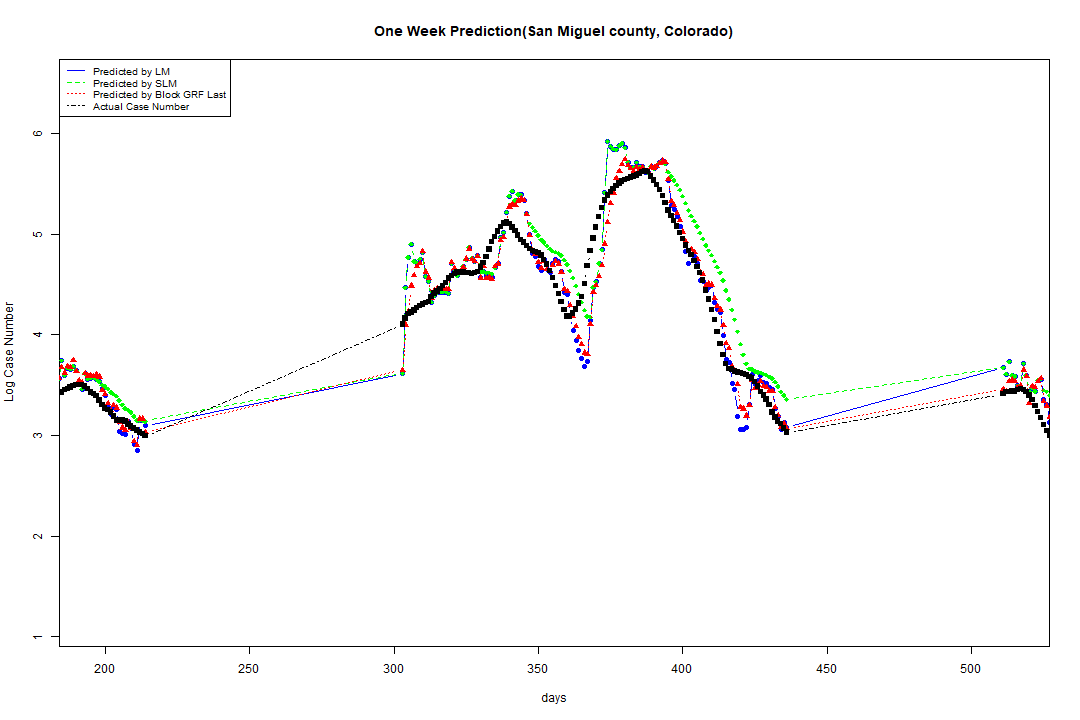 One Week Prediction(San Miguel county, Colorado)
Predicted by LM
Predicted by SLM
Predicted by Block GRF Last
Actual Case Number
6
5
4
3
2
1
Log Case Number
200 250 300 350 400 450 500
days